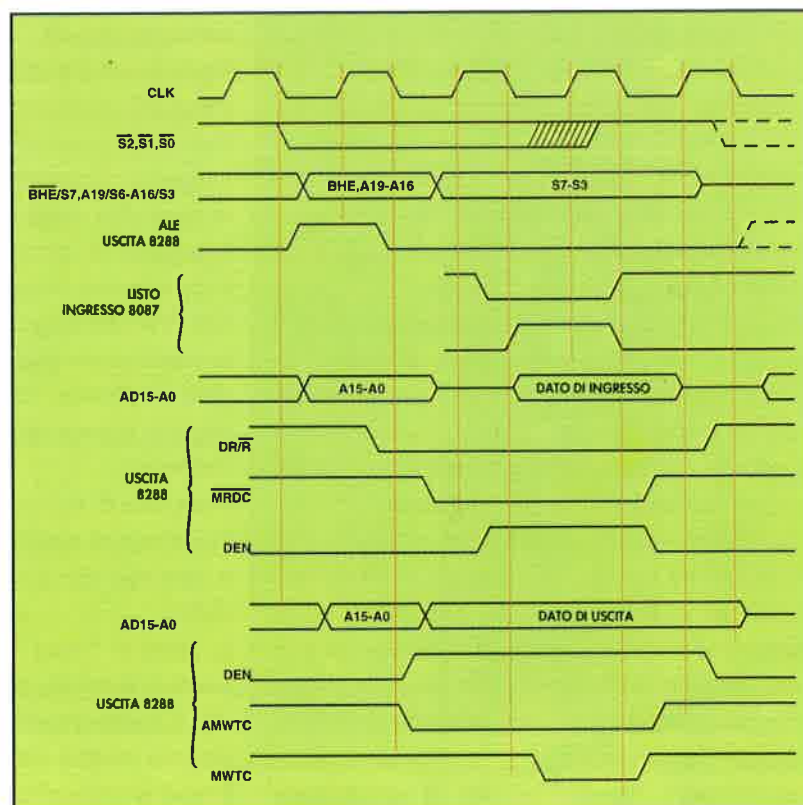 CLK
S2,S1,S0
BHE/S7,A19/S6-A16/S3
BHE,A19-A16
S7-S3
ALE
USCITA 8288
LISTO
INGRESSO 8087
AD15-A0
A15-A0
DATO DI INGRESSO
DR/R
USCITA
8288
MRDC
DEN
AD15-A0
A15-A0
DATO DI USCITA
DEN
USCITA 8288
AMWTC
MWTC